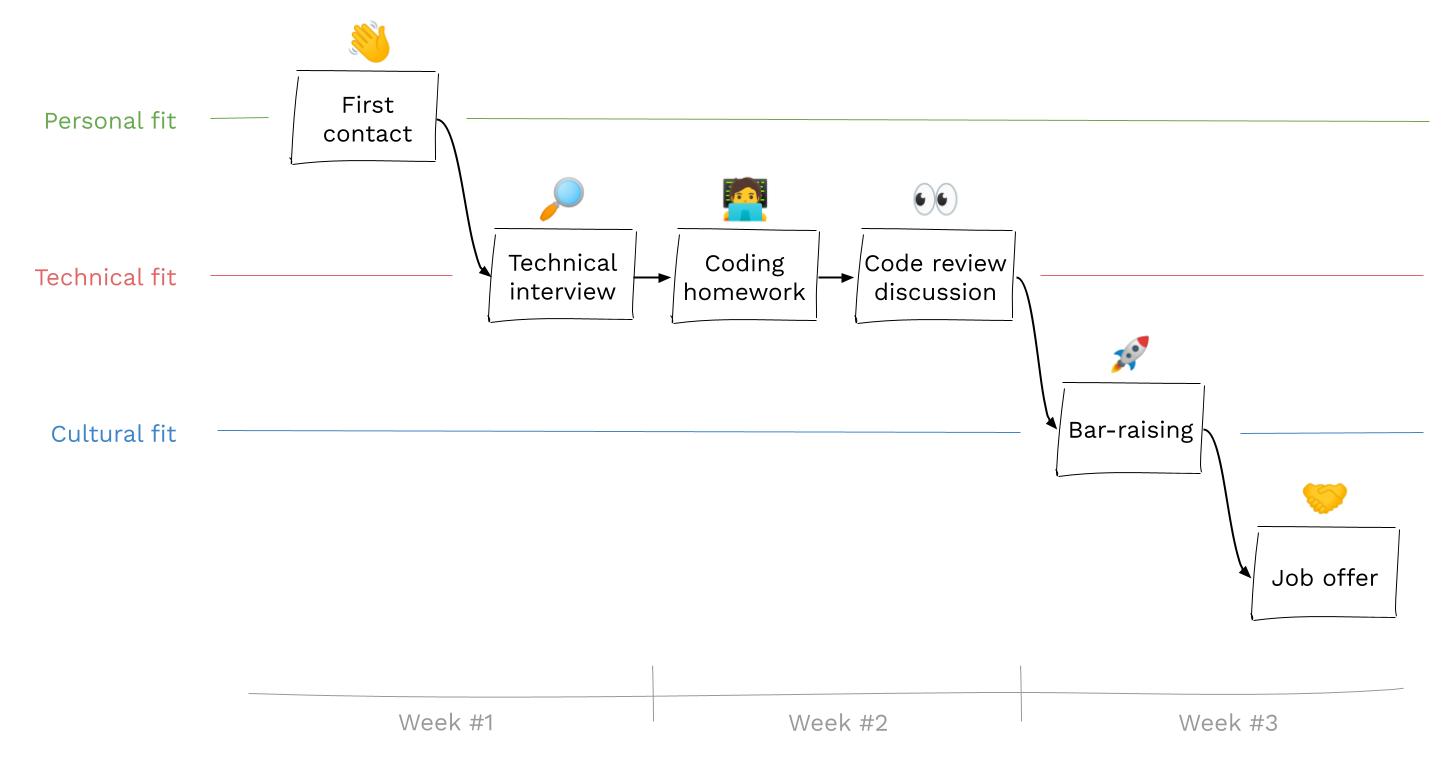 First
contact
Personal fit
Technical
interview
Coding
homework
Code review
discussion
Technical fit
Bar-raising
Cultural fit
Job offer
Week #1
Week #2
Week #3